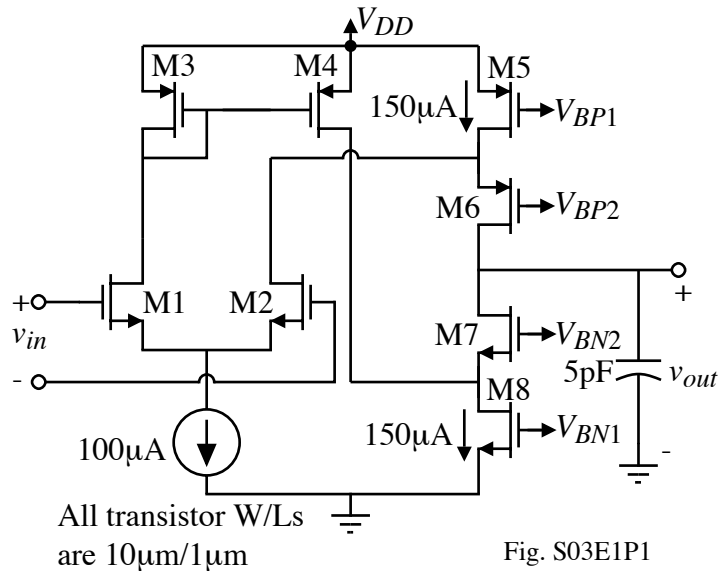 V_DD
M3
M4
M5
150μA
V_BP1
M6
V_BP2
+
v_in
-
M1
M2
M7
V_BN2
5pF
+
v_out
-
M8
150μA
V_BN1
100μA
All transistor W/Ls
are 10μm/1μm
Fig. S03E1P1